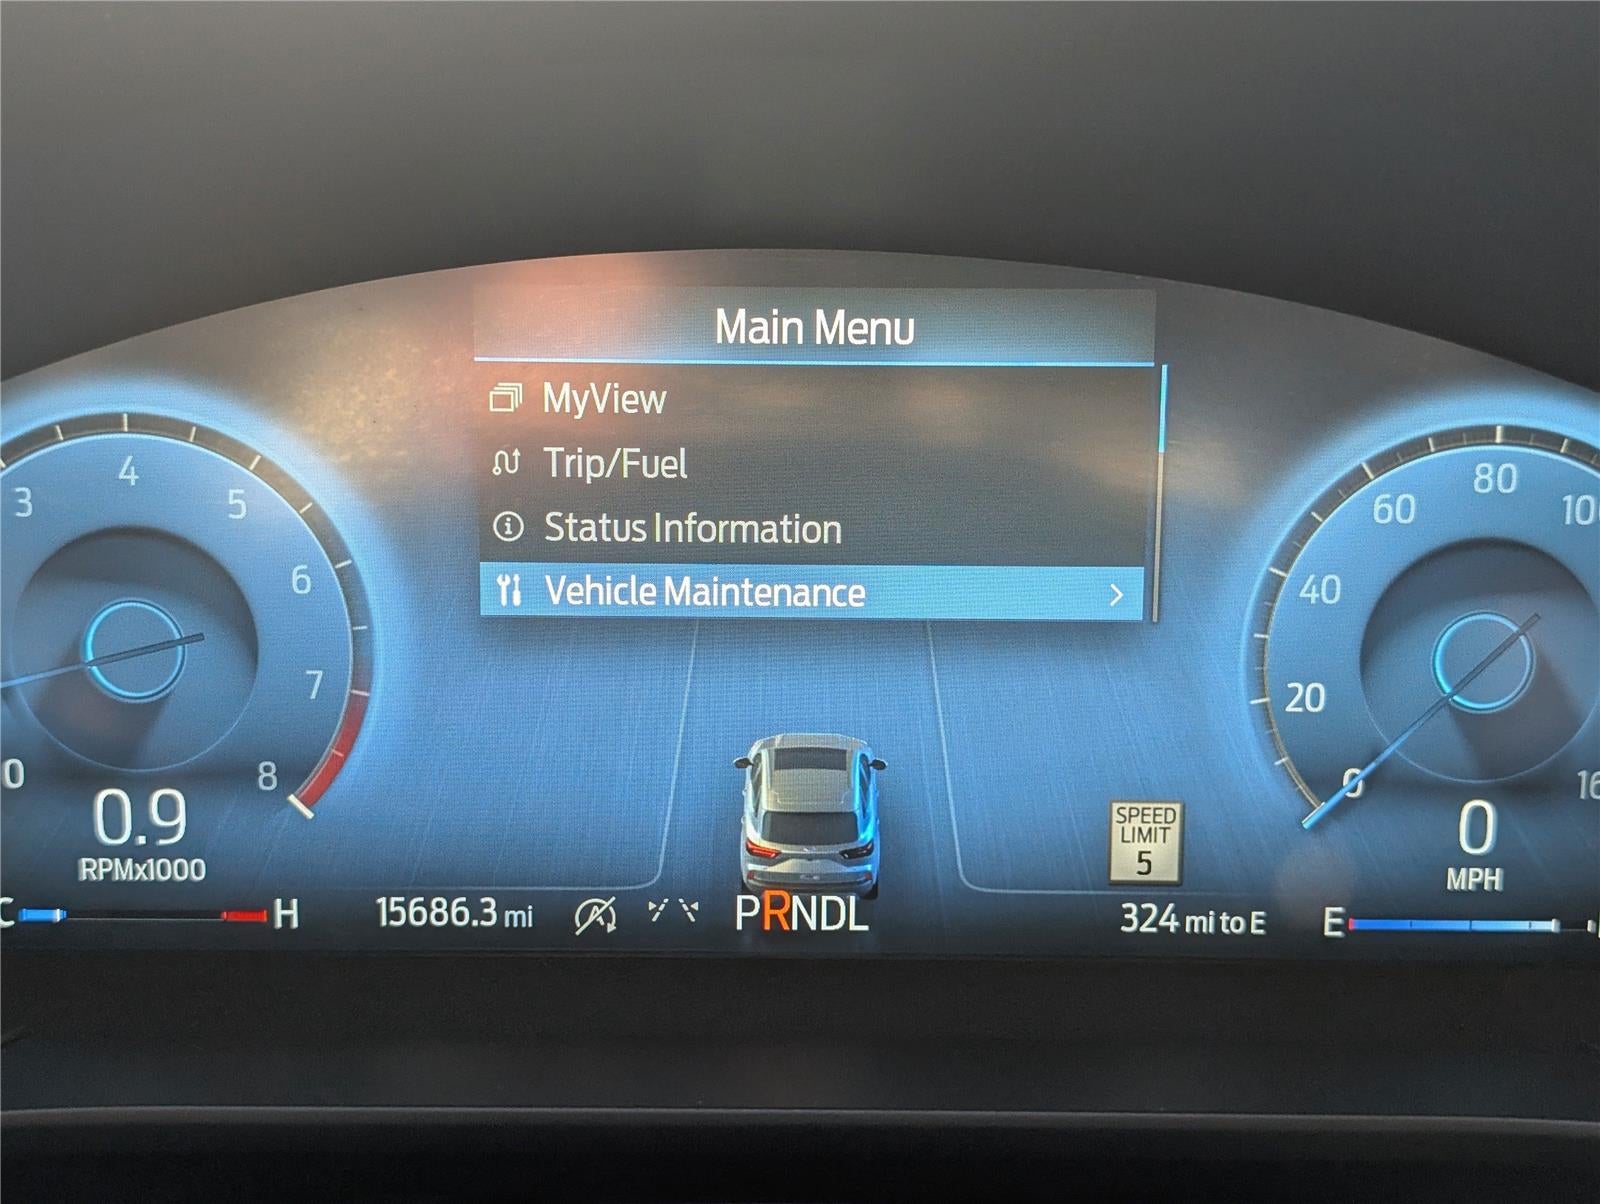 Main Menu
MyView
Trip/Fuel
Status Information
Vehicle Maintenance
3
4
5
6
7
8
0
0.9
RPMx1000
C
H
15686.3 mi
PRNDL
SPEED
LIMIT
5
324 mi to E
E
0
20
40
60
80
0
MPH